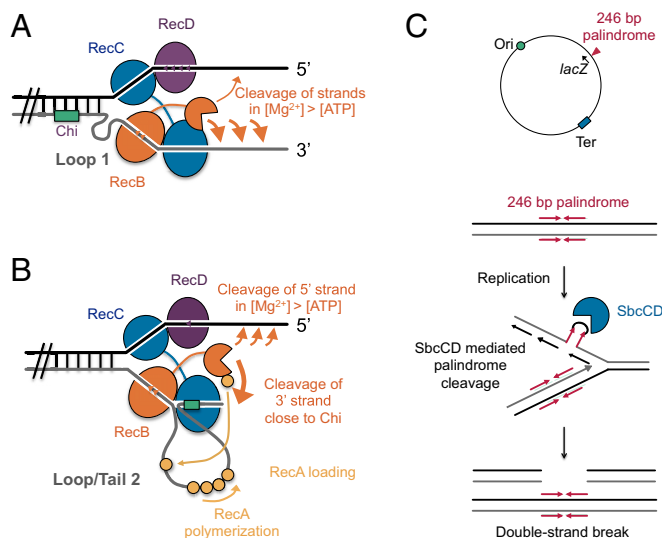 A
RecD
RecC
5’
Cleavage of strands
in [Mg2+] > [ATP]
Chi
Loop 1
3’
RecB
B
RecD
Cleavage of 5’ strand
in [Mg2+] > [ATP]
RecC
5’
Cleavage of
3’ strand
close to Chi
RecB
Loop/Tail 2
RecA loading
RecA
polymerization
C
246 bp
palindrome
Ori
lacZ
Ter
246 bp palindrome
Replication
SbcCD
SbcCD mediated
palindrome
cleavage
Double-strand break